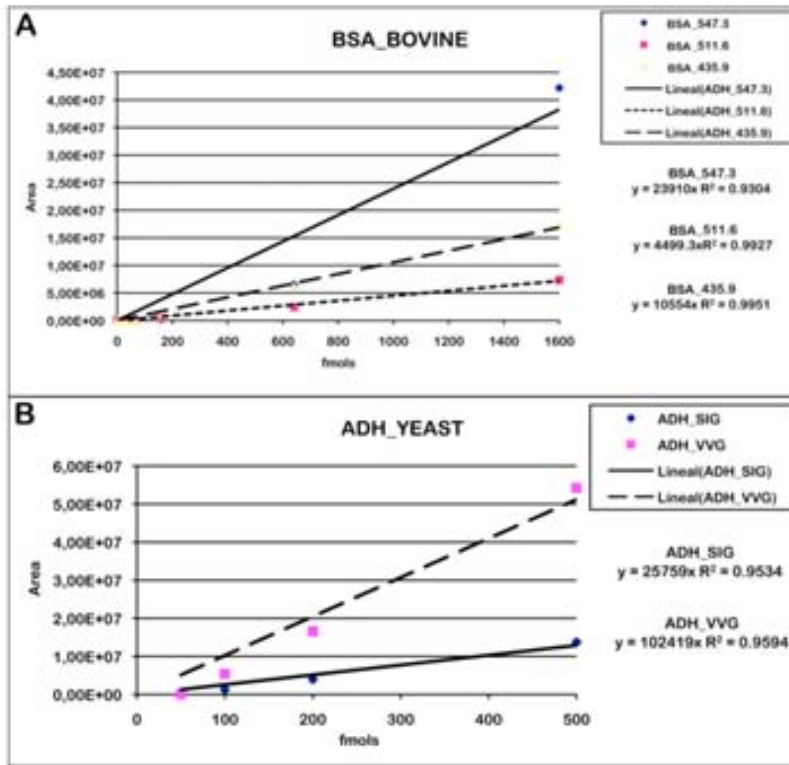 A
BSA_BOVINE
BSA_547.3
BSA_511.6
BSA_435.9
Lineal(ADH_547.3)
Lineal(ADH_511.6)
Lineal(ADH_435.9)
4,50E+07
4,00E+07
3,50E+07
3,00E+07
2,50E+07
2,00E+07
1,50E+07
1,00E+07
5,00E+06
0,00E+00
Area
0 200 400 600 800 1000 1200 1400 1600
fmols
BSA_547.3
y = 23910x R² = 0.9304
BSA_511.6
y = 4499.3xR² = 0.9927
BSA_435.9
y = 10554x R² = 0.9951
B
ADH_YEAST
ADH_SIG
ADH_VVG
Lineal(ADH_SIG)
Lineal(ADH_VVG)
6,00E+07
5,00E+07
4,00E+07
3,00E+07
2,00E+07
1,00E+07
0,00E+00
Area
0 100 200 300 400 500
fmols
ADH_SIG
y = 25759x R² = 0.9534
ADH_VVG
y = 102419x R² = 0.9594